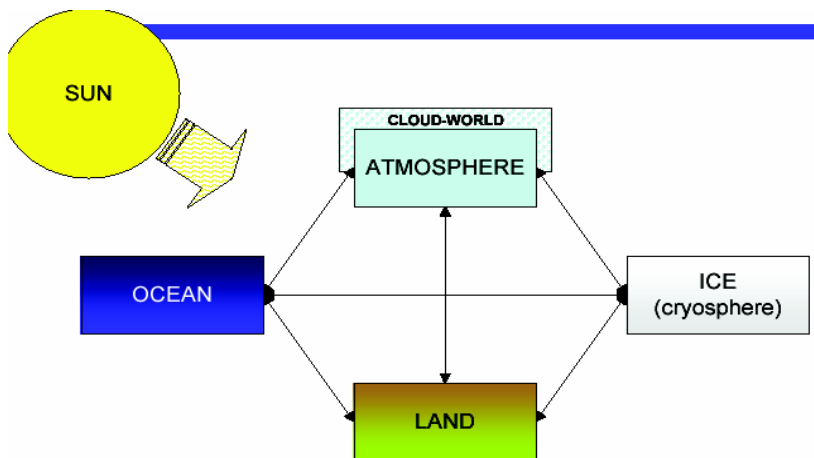 SUN
CLOUD-WORLD
ATMOSPHERE
OCEAN
ICE
(cryosphere)
LAND